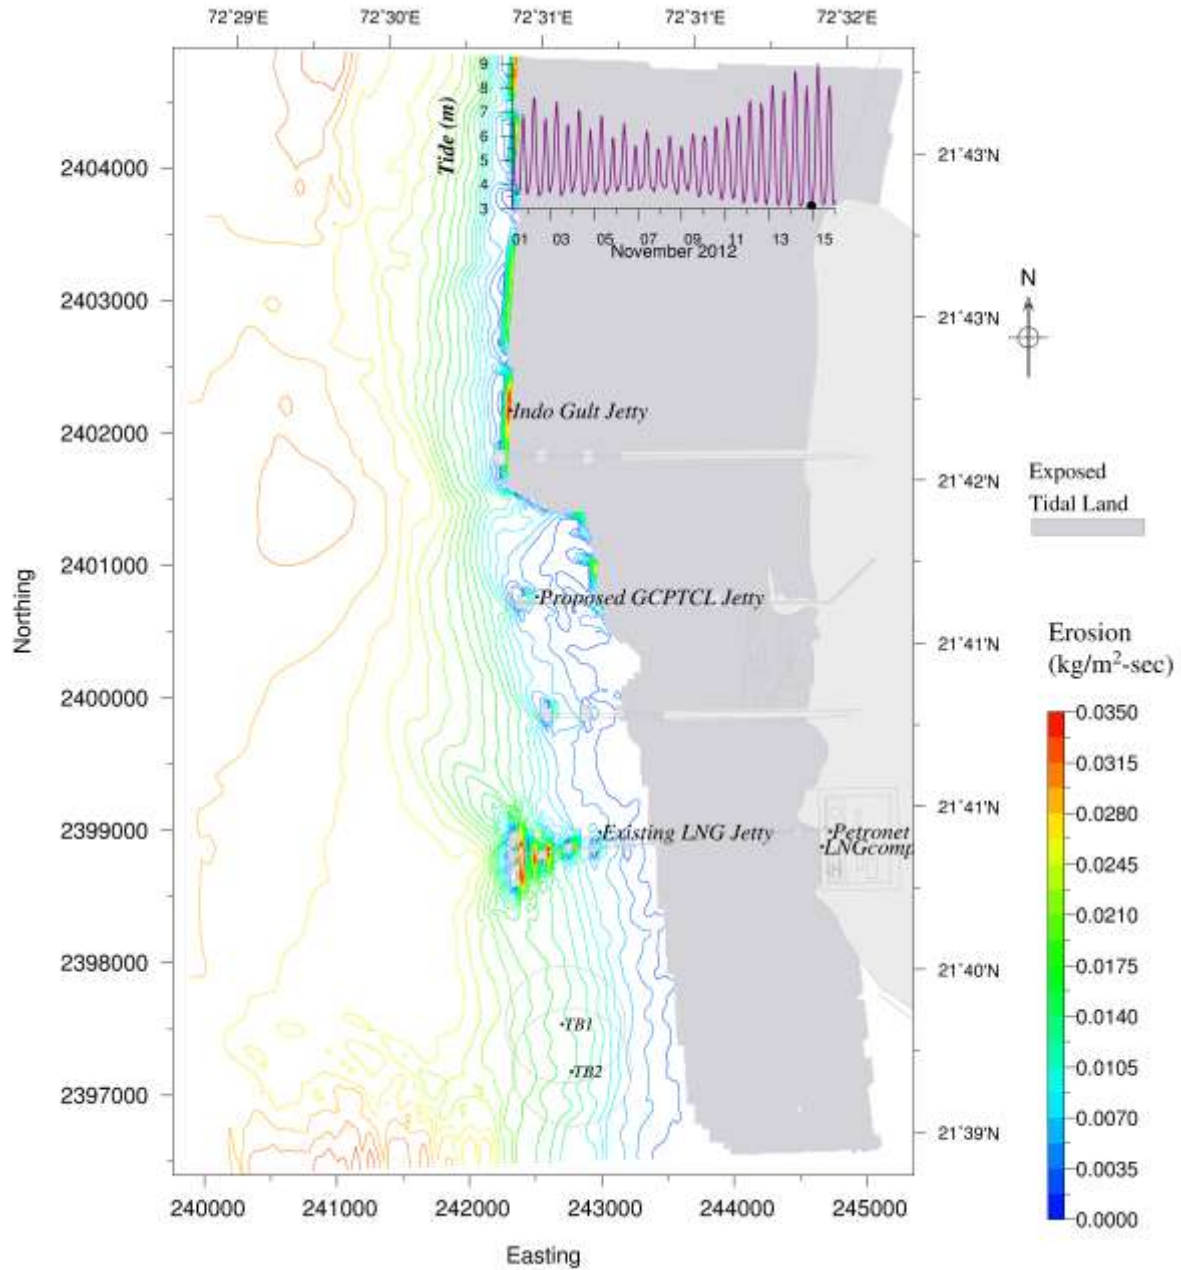 72˚29'E 72˚30'E 72˚31'E 72˚31'E 72˚32'E
9
8
7
6
5
4
3
Tide (m)
01 03 05 07 09 11 13 15
November 2012
2404000
2403000
2402000
2401000
2400000
2399000
2398000
2397000
Northing
21˚43'N
21˚43'N
21˚42'N
21˚41'N
21˚41'N
21˚40'N
21˚39'N
N
Indo Gult Jetty
Proposed GCPTCL Jetty
Existing LNG Jetty
Petronet
LNGcomp
TB1
TB2
Exposed
Tidal Land
Erosion
(kg/m²-sec)
0.0350
0.0315
0.0280
0.0245
0.0210
0.0175
0.0140
0.0105
0.0070
0.0035
0.0000
240000 241000 242000 243000 244000 245000
Easting